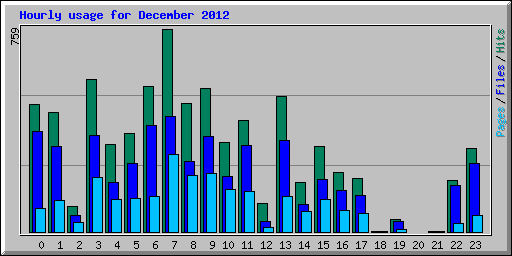 Hourly usage for December 2012
759
Pages / Files / Hits
0 1 2 3 4 5 6 7 8 9 10 11 12 13 14 15 16 17 18 19 20 21 22 23